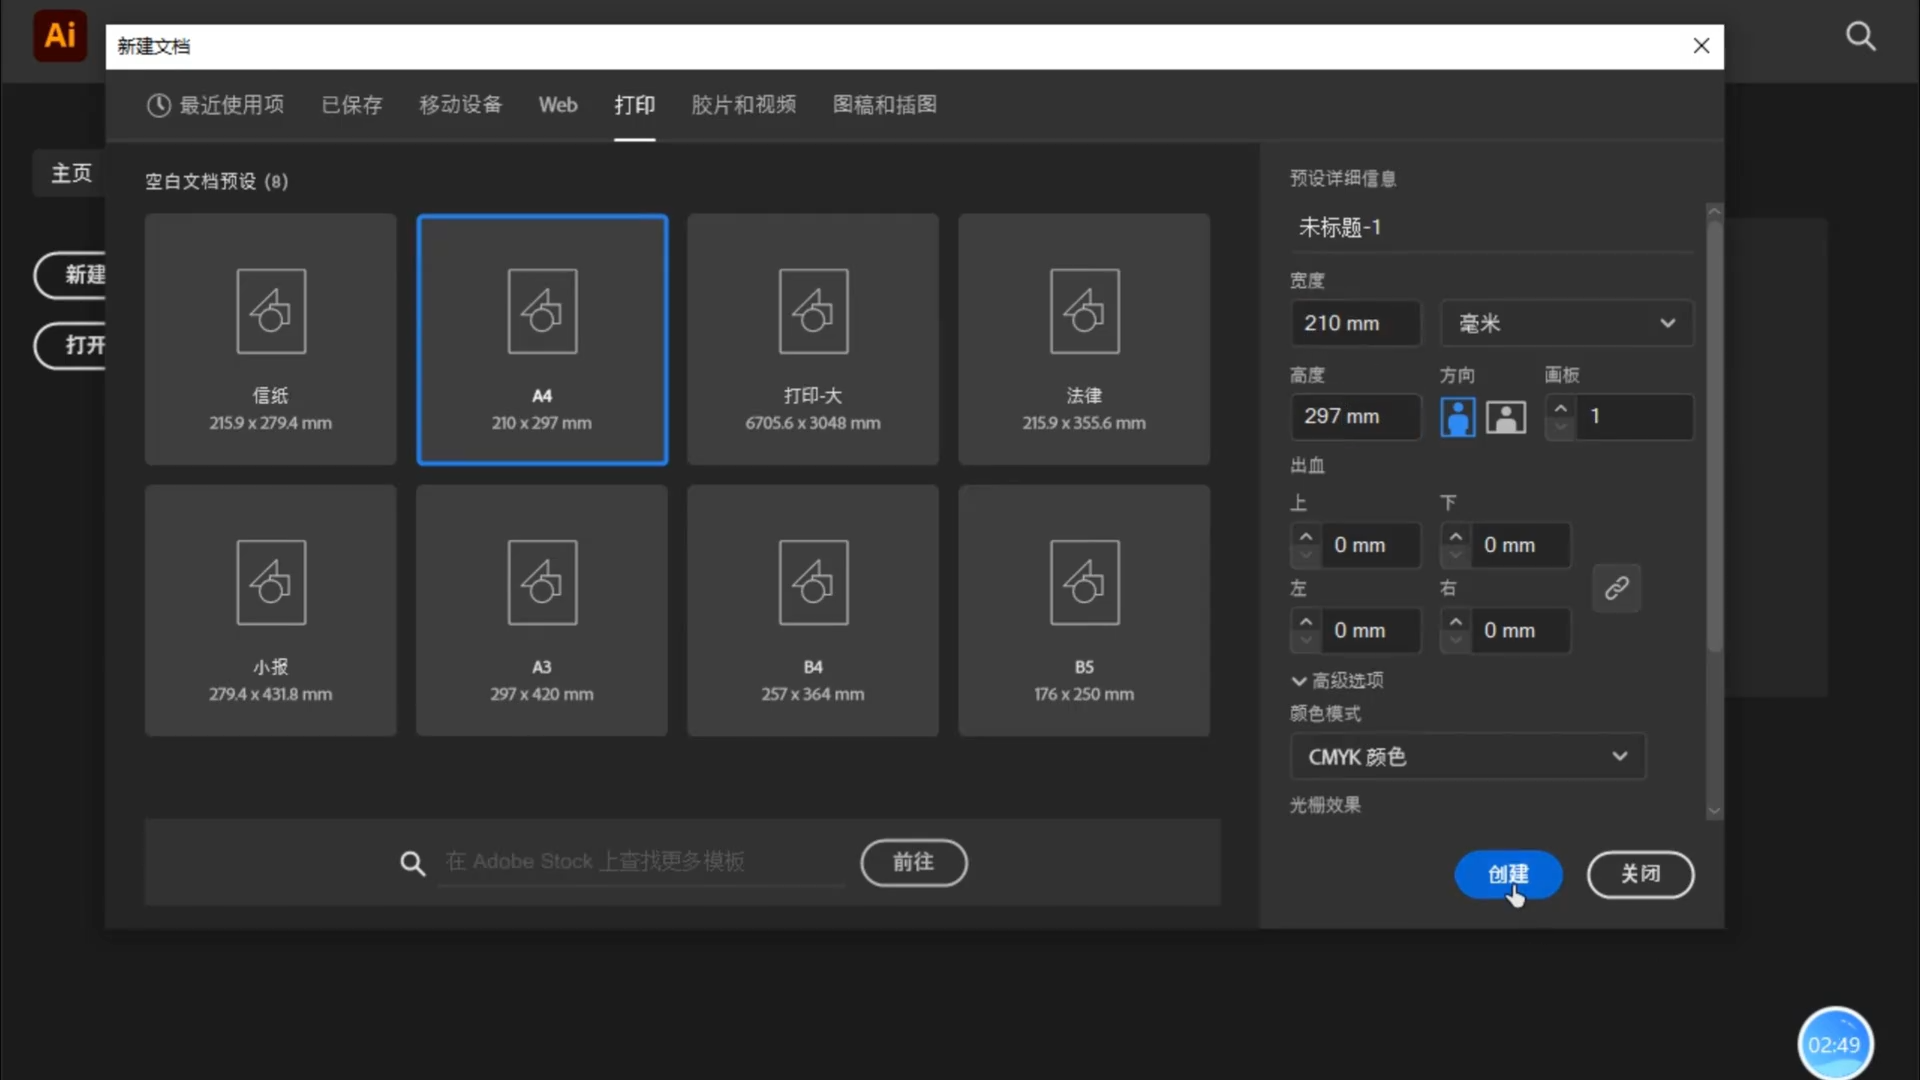 Ai
新建文档
最近使用项 已保存 移动设备 Web 打印 胶片和视频 图稿和插图
主页
新建
打开
空白文档预设 (8)
信纸
215.9 x 279.4 mm
A4
210 x 297 mm
打印-大
6705.6 x 3048 mm
法律
215.9 x 355.6 mm
小报
279.4 x 431.8 mm
A3
297 x 420 mm
B4
257 x 364 mm
B5
176 x 250 mm
在 Adobe Stock 上查找更多模板
前往
预设详细信息
未标题-1
宽度
210 mm 毫米
高度 方向 画板
297 mm 1
出血
上 下
0 mm 0 mm
左 右
0 mm 0 mm
高级选项
颜色模式
CMYK 颜色
光栅效果
创建 关闭
02:49